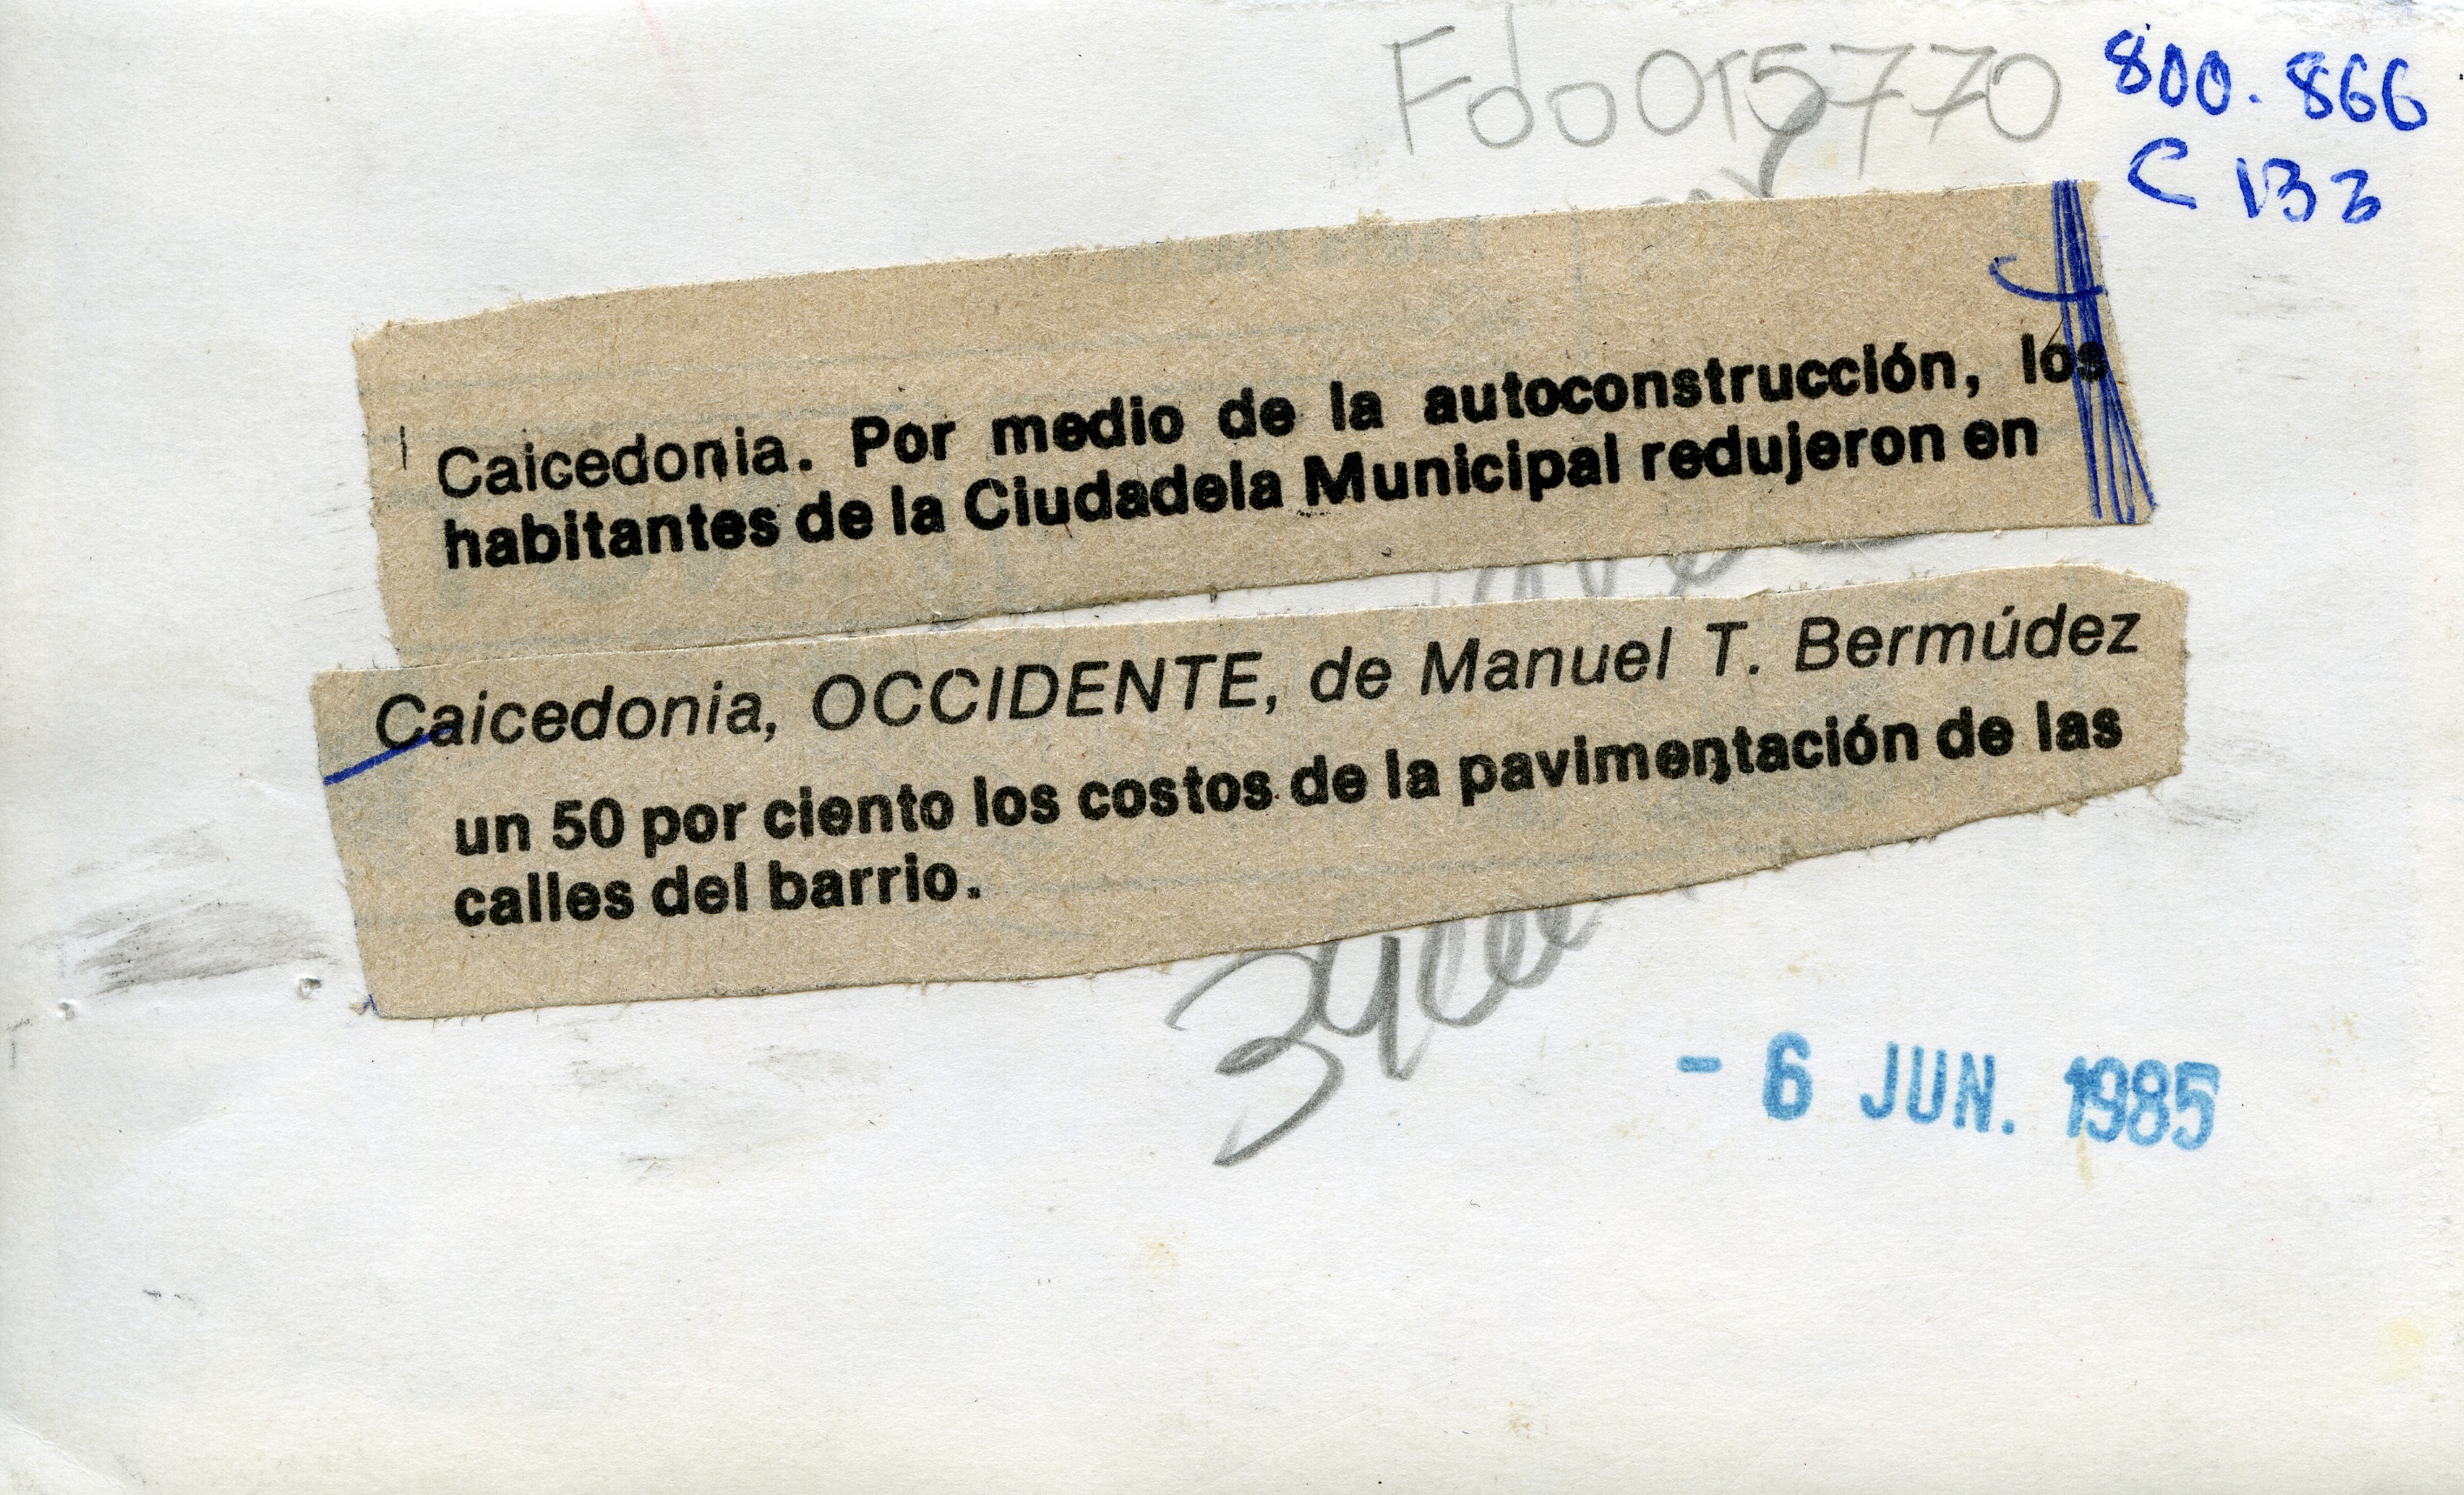 Fdo015770
800.866
C 133
Caicedonia. Por medio de la autoconstrucción, los
habitantes de la Ciudadela Municipal redujeron en
Caicedonia, OCCIDENTE, de Manuel T. Bermúdez
un 50 por ciento los costos de la pavimentación de las
calles del barrio.
- 6 JUN. 1985